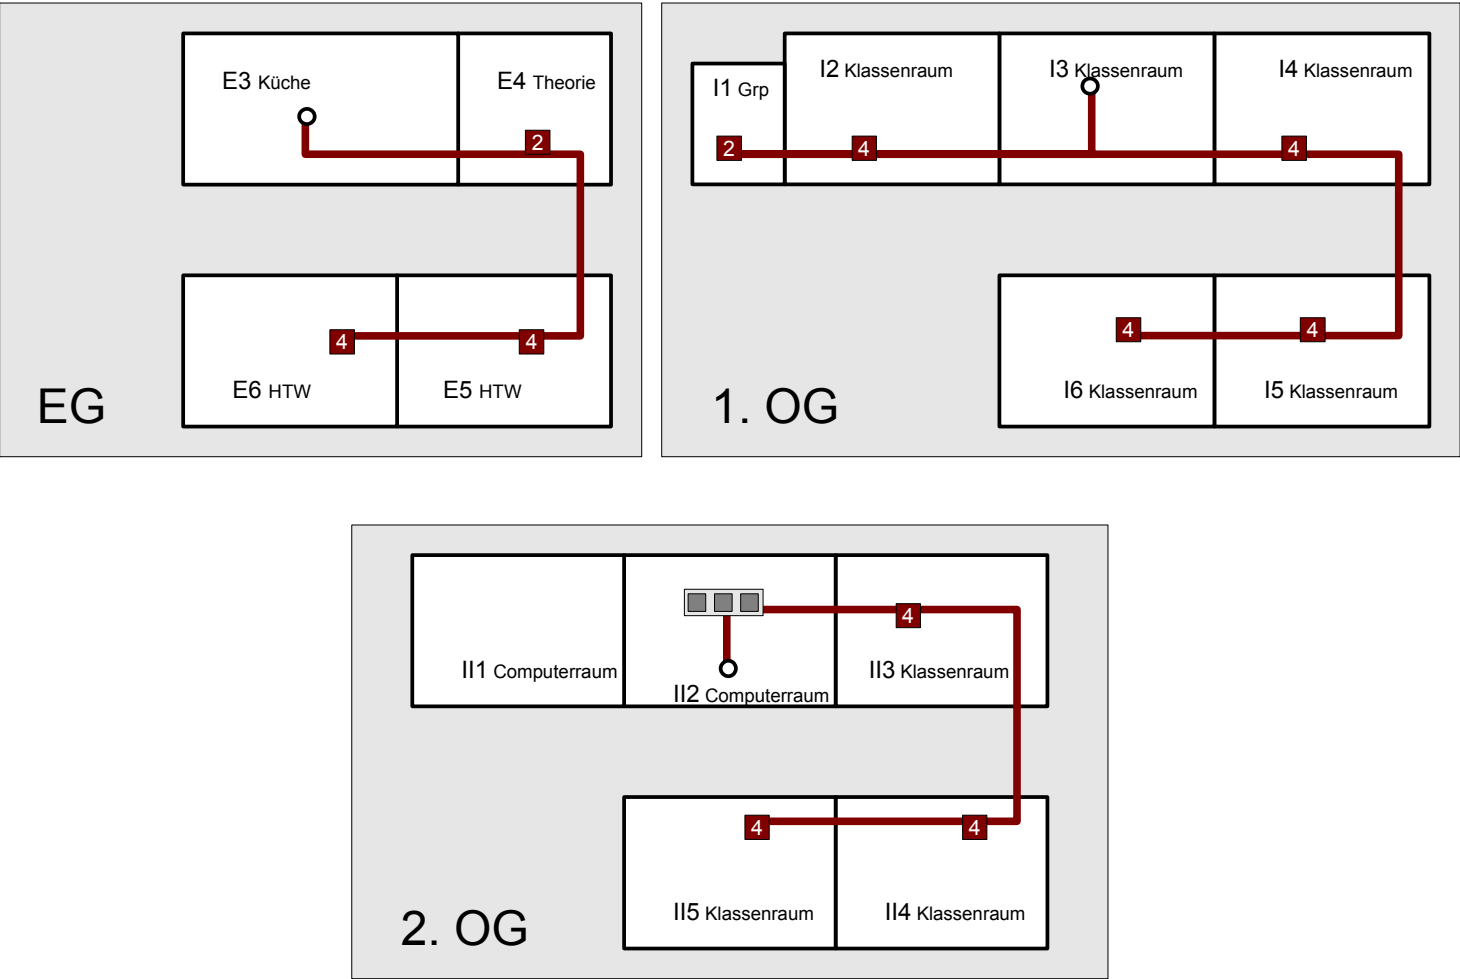 E3 Küche
E4 Theorie
2
4
4
E6 HTW
E5 HTW
EG
I1 Grp
I2 Klassenraum
I3 Klassenraum
I4 Klassenraum
2
4
4
4
4
I6 Klassenraum
I5 Klassenraum
1. OG
4
II1 Computerraum
II2 Computerraum
II3 Klassenraum
4
4
II5 Klassenraum
II4 Klassenraum
2. OG